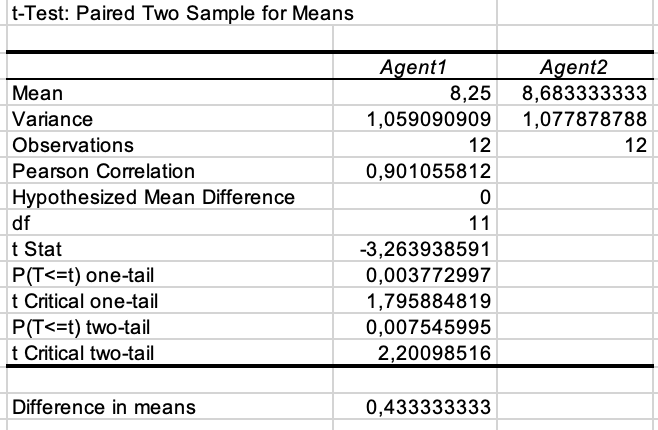 t-Test: Paired Two Sample for Means
Agent1 Agent2
Mean 8,25 8,683333333
Variance 1,059090909 1,077878788
Observations 12 12
Pearson Correlation 0,901055812
Hypothesized Mean Difference 0
df 11
t Stat -3,263938591
P(T<=t) one-tail 0,003772997
t Critical one-tail 1,795884819
P(T<=t) two-tail 0,007545995
t Critical two-tail 2,20098516
Difference in means 0,433333333